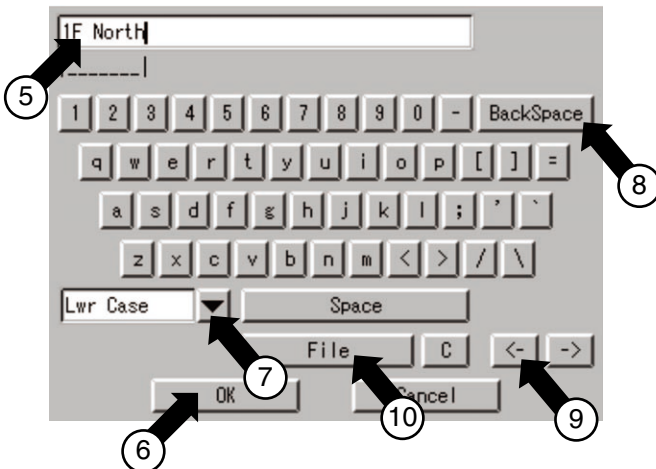 1F North
5
1 2 3 4 5 6 7 8 9 0 - BackSpace
8
q w e r t y u i o p [ ] =
a s d f g h j k l ; ' `
z x c v b n m < > / \
Lwr Case Space
File C <- ->
7
10
9
OK Cancel
6